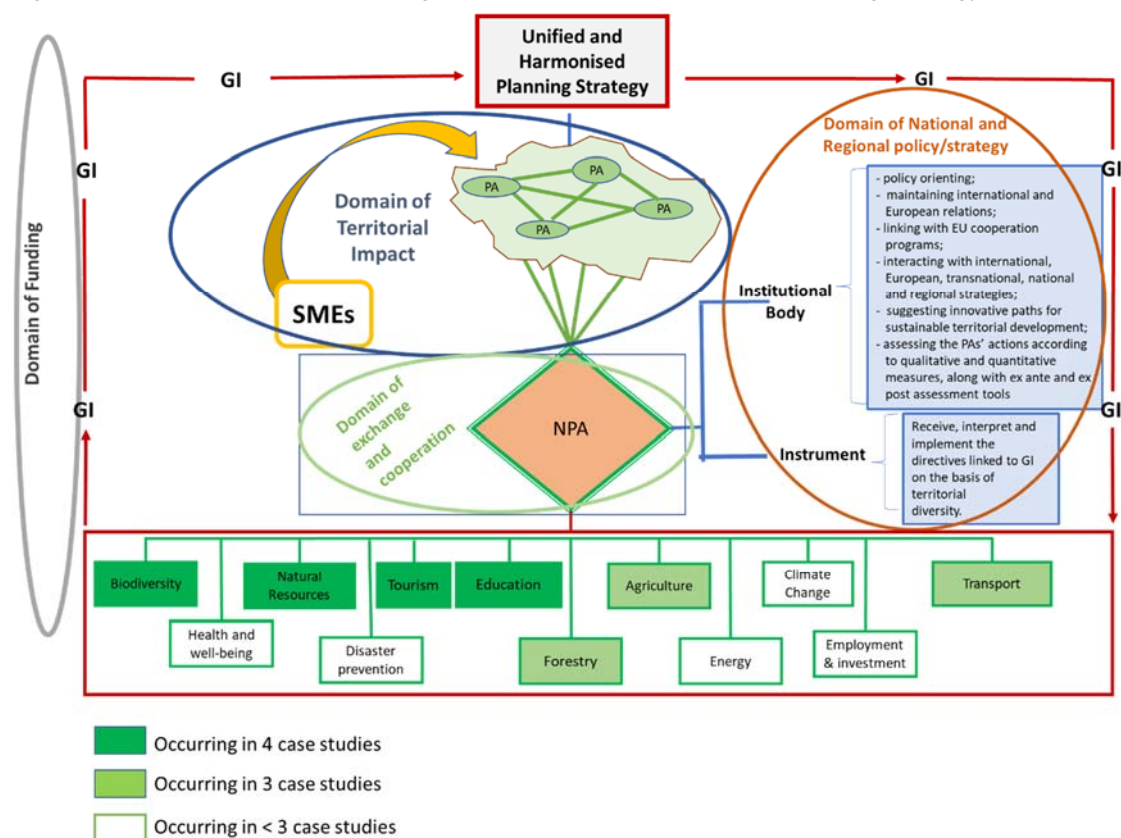 Unified and
Harmonised
Planning Strategy
GI
GI
GI
GI
GI
GI
Domain of Funding
Domain of National and
Regional policy/strategy
Domain of
Territorial
Impact
PA
PA
PA
PA
SMEs
Institutional
Body
- policy orienting;
- maintaining international and
European relations;
- linking with EU cooperation
programs;
- interacting with international,
European, transnational, national
and regional strategies;
- suggesting innovative paths for
sustainable territorial development;
- assessing the PAs' actions according
to qualitative and quantitative
measures, along with ex ante and ex
post assessment tools
Domain of
exchange
and
cooperation
NPA
Instrument
Receive, interpret and
implement the
directives linked to GI
on the basis of
territorial
diversity.
Biodiversity
Natural
Resources
Tourism
Education
Agriculture
Climate
Change
Transport
Health and
well-being
Disaster
prevention
Forestry
Energy
Employment
& investment
Occurring in 4 case studies
Occurring in 3 case studies
Occurring in < 3 case studies